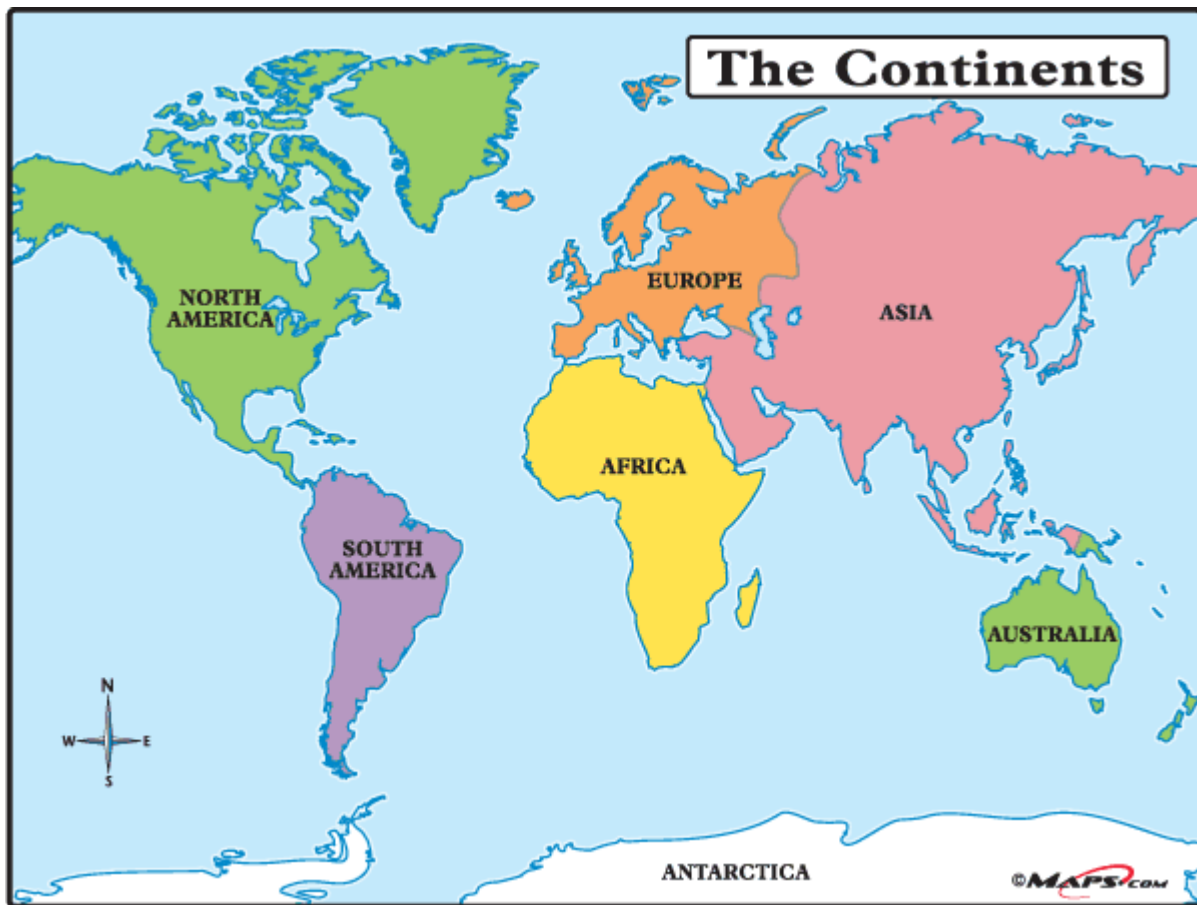 The Continents
NORTH
AMERICA
EUROPE
ASIA
AFRICA
SOUTH
AMERICA
AUSTRALIA
N
W E
S
ANTARCTICA
©MAPS.COM